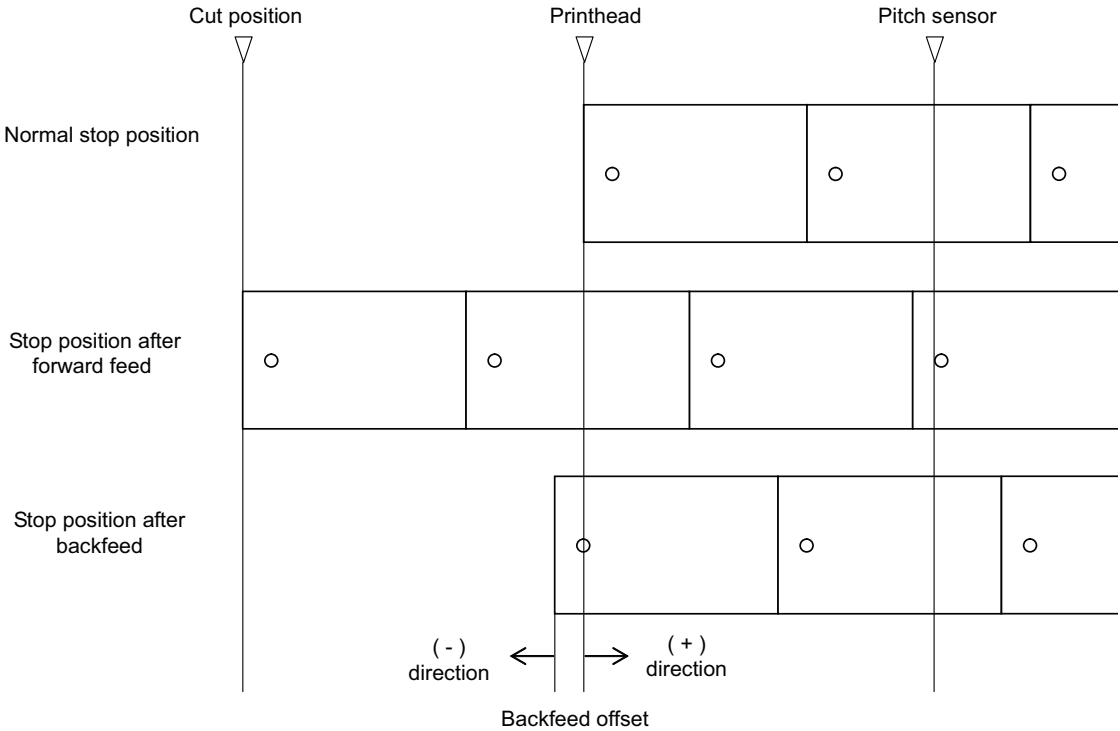 Cut position
Printhead
Pitch sensor
Normal stop position
Stop position after
forward feed
Stop position after
backfeed
( - )
direction
( + )
direction
Backfeed offset